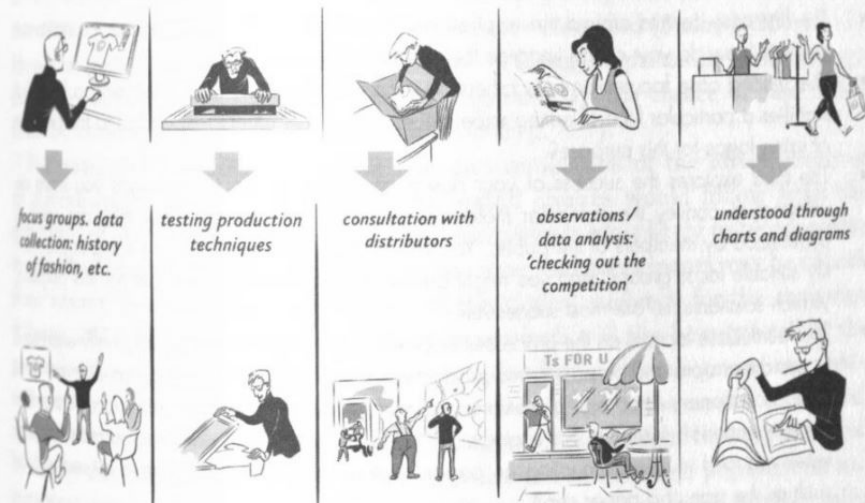 focus groups. data
collection: history
of fashion, etc.
testing production
techniques
consultation with
distributors
observations /
data analysis:
'checking out the
competition'
understood through
charts and diagrams
Ts FOR U